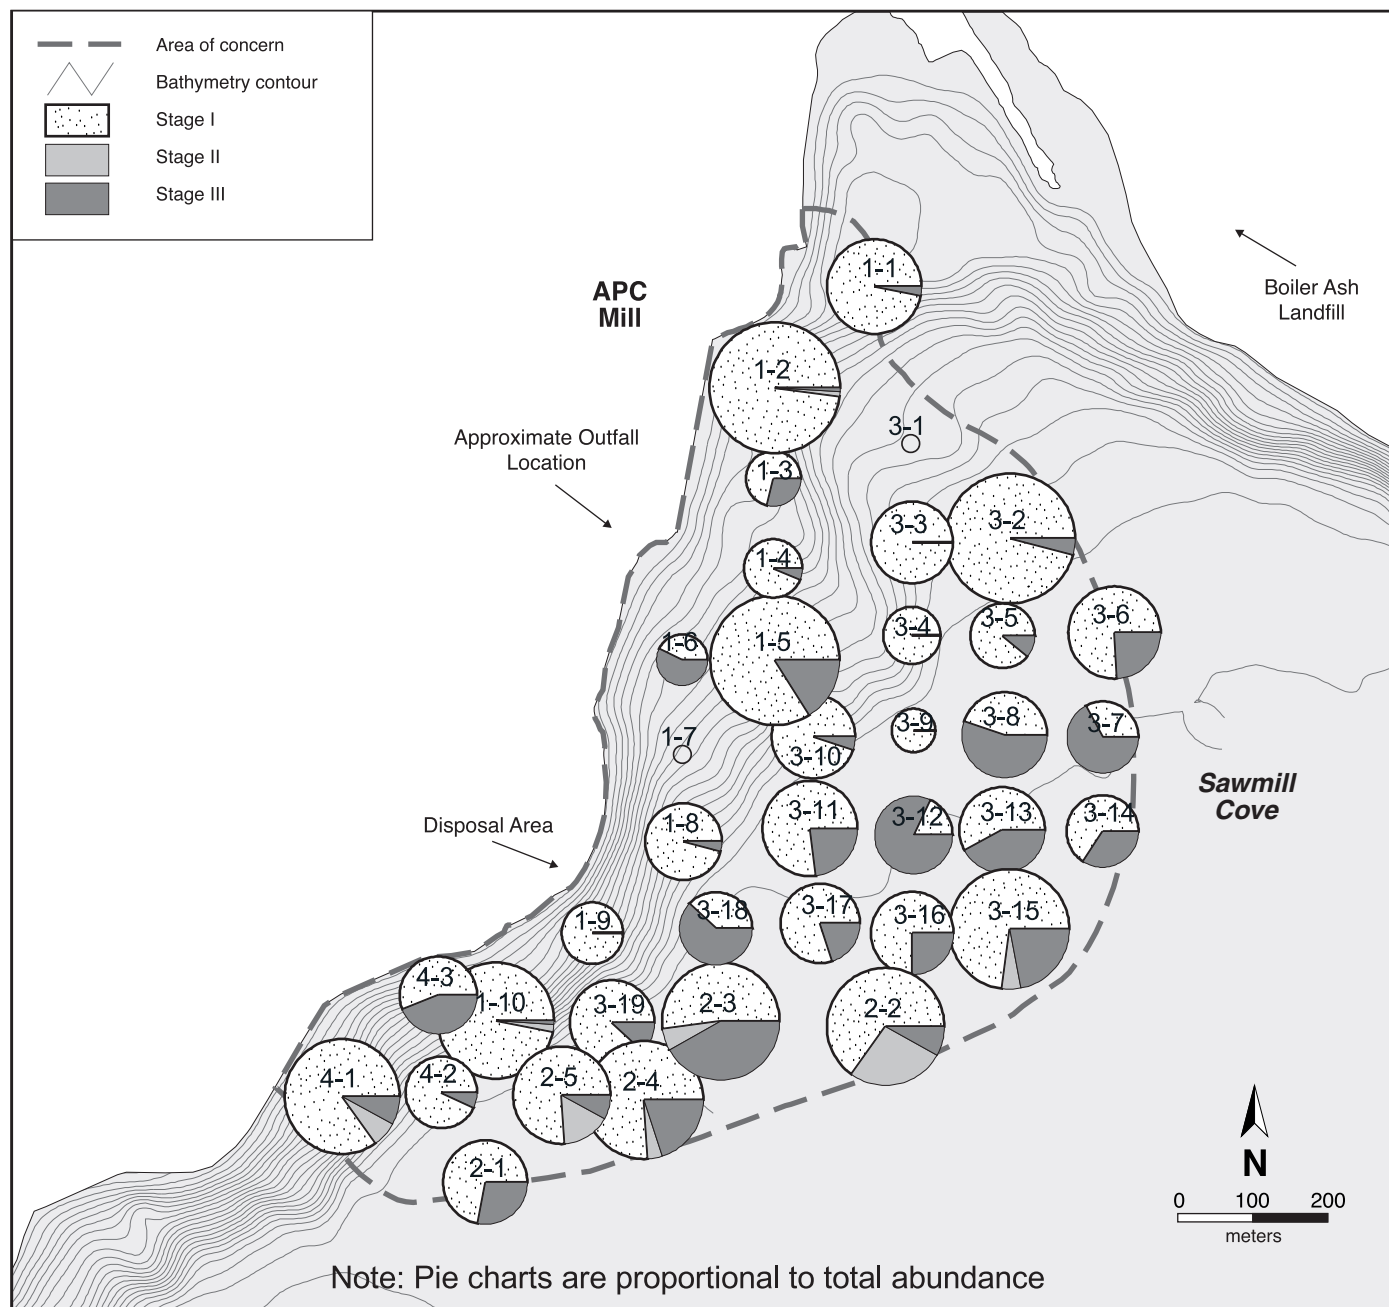 Area of concern
Bathymetry contour
Stage I
Stage II
Stage III
1-1
APC
Mill
Boiler Ash
Landfill
1-2
3-1
Approximate Outfall
Location
1-3
3-3
3-2
1-4
3-4
3-5
3-6
1-6
1-5
3-9
3-8
3-7
1-7
3-10
Sawmill
Cove
3-11
3-12
3-13
3-14
Disposal Area
1-8
3-18
3-17
3-16
3-15
1-9
4-3
1-10
3-19
2-3
2-2
4-1
4-2
2-5
2-4
2-1
N
0 100 200
meters
Note: Pie charts are proportional to total abundance